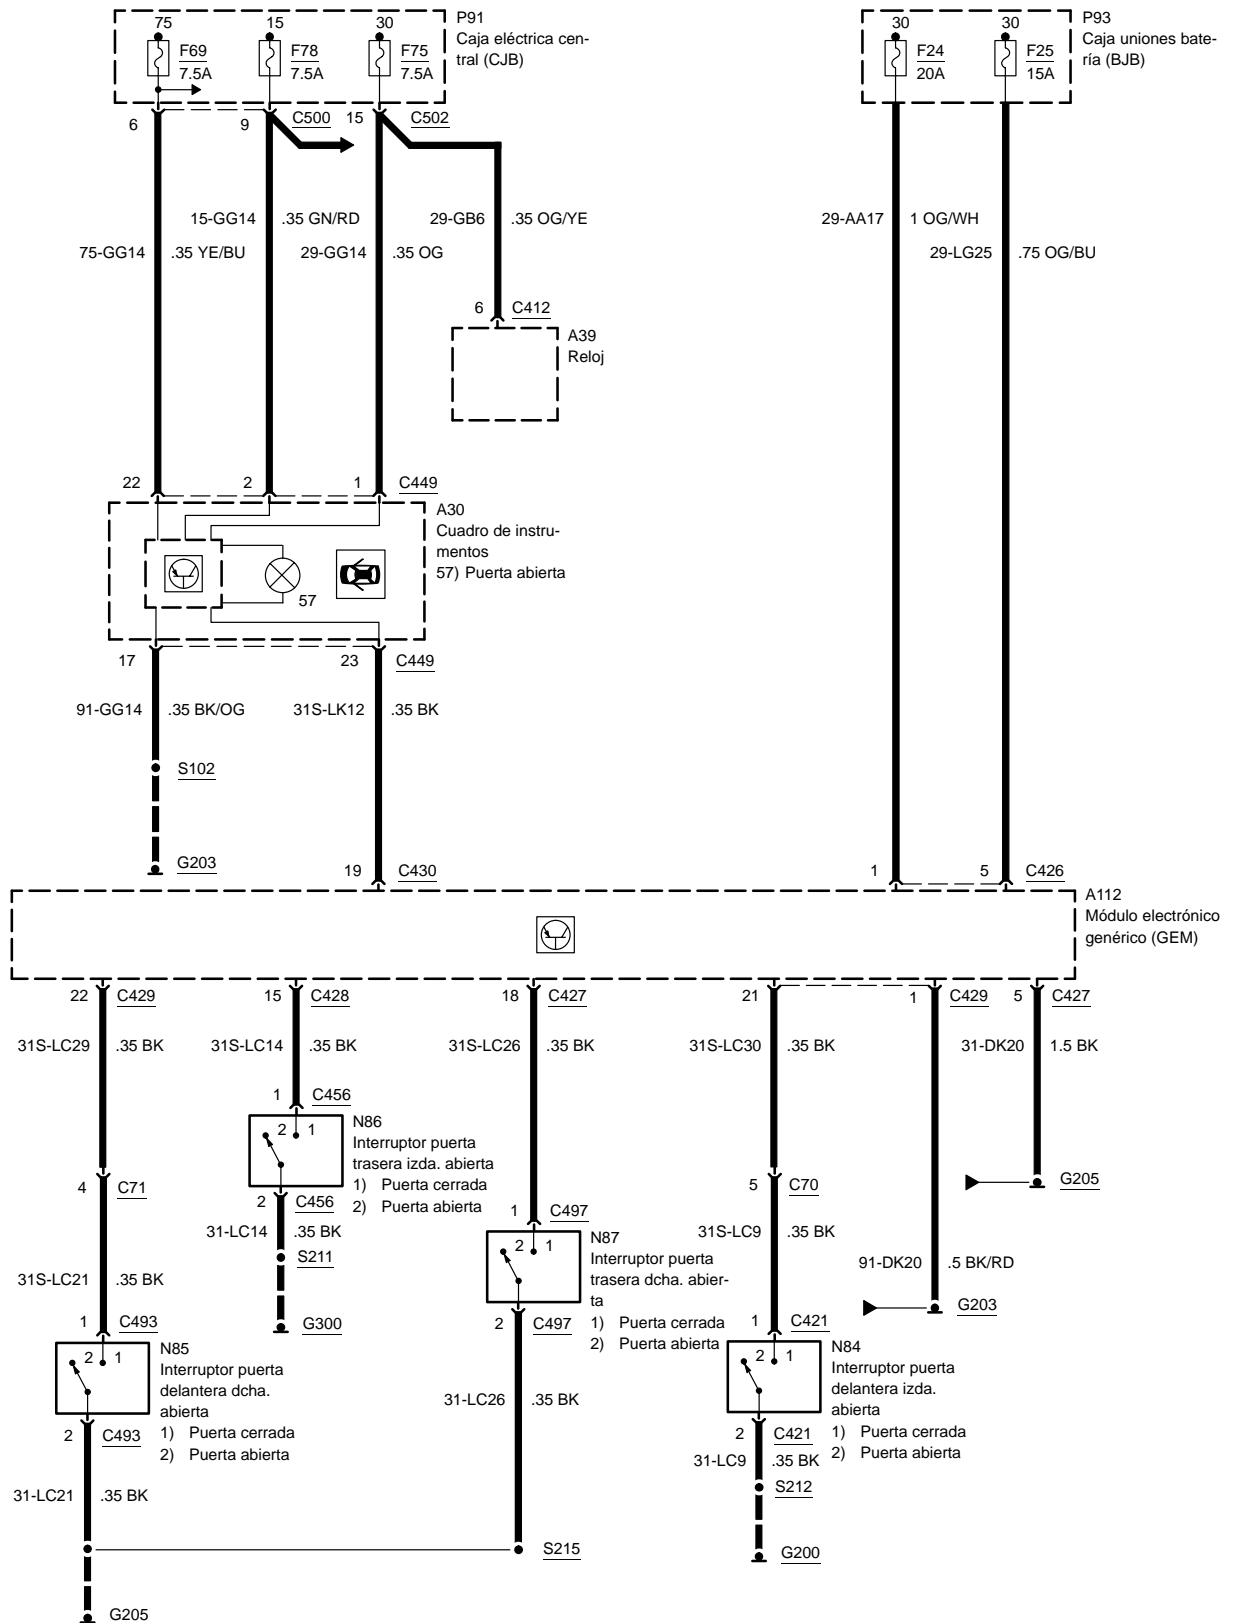 75 15 30 P91 30 30 P93
F69 F78 F75 Caja eléctrica cen- F24 F25 Caja uniones bate-
7.5A 7.5A 7.5A tral (CJB) 20A 15A ría (BJB)
6 9 C500 15 C502
15-GG14 .35 GN/RD 29-GB6 .35 OG/YE 29-AA17 1 OG/WH
75-GG14 .35 YE/BU 29-GG14 .35 OG 29-LG25 .75 OG/BU
6 C412
A39
Reloj
22 2 1 C449
A30
Cuadro de instru-
mentos
57) Puerta abierta
57
17 23 C449
91-GG14 .35 BK/OG 31S-LK12 .35 BK
S102
G203 19 C430 1 5 C426
A112
Módulo electrónico
genérico (GEM)
22 C429 15 C428 18 C427 21 1 C429 5 C427
31S-LC29 .35 BK 31S-LC14 .35 BK 31S-LC26 .35 BK 31S-LC30 .35 BK 31-DK20 1.5 BK
1 C456
2 1 N86
Interruptor puerta
trasera izda. abierta
1) Puerta cerrada
2) Puerta abierta
4 C71 5 C70 G205
2 C456
31-LC14 .35 BK
S211
G300
1 C497
2 1 N87
Interruptor puerta
trasera dcha. abier-
ta
1) Puerta cerrada
2) Puerta abierta
2 C497
31S-LC9 .35 BK
91-DK20 .5 BK/RD
G203
31S-LC21 .35 BK
1 C493
2 1 N85
Interruptor puerta
delantera dcha.
abierta
1) Puerta cerrada
2) Puerta abierta
2 C493
1 C421
2 1 N84
Interruptor puerta
delantera izda.
abierta
1) Puerta cerrada
2) Puerta abierta
2 C421
31-LC26 .35 BK
31-LC9 .35 BK
S212
31-LC21 .35 BK
S215
G200
G205